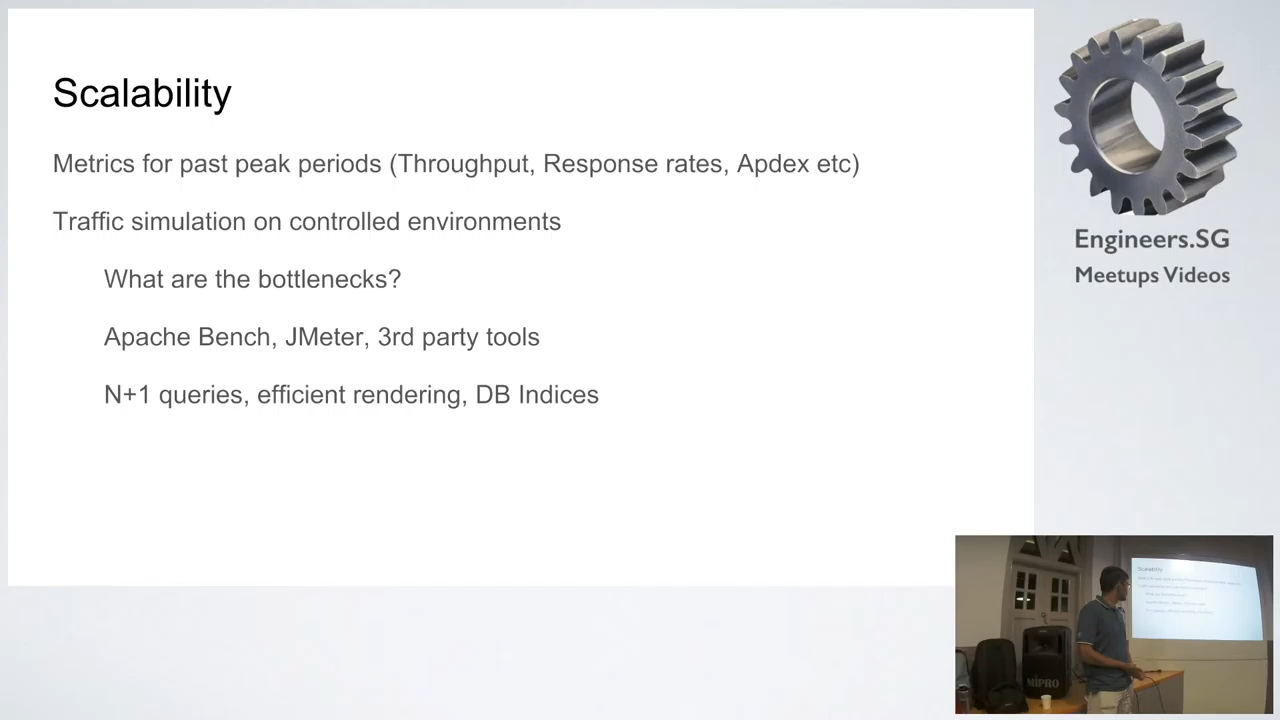 Scalability
Metrics for past peak periods (Throughput, Response rates, Apdex etc)
Traffic simulation on controlled environments
What are the bottlenecks?
Apache Bench, JMeter, 3rd party tools
N+1 queries, efficient rendering, DB Indices
Engineers.SG
Meetups Videos
Scalability
MIPRO